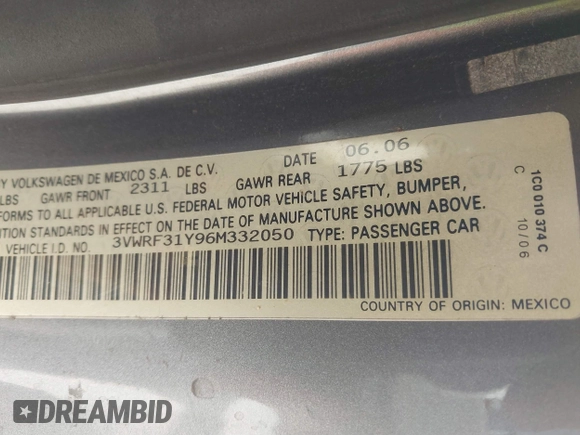 Y VOLKSWAGEN DE MEXICO S.A. DE C.V. DATE 06.06
LBS GAWR FRONT 2311 LBS GAWR REAR 1775 LBS
FORMS TO ALL APPLICABLE U.S. FEDERAL MOTOR VEHICLE SAFETY, BUMPER,
NTION STANDARDS IN EFFECT ON THE DATE OF MANUFACTURE SHOWN ABOVE.
VEHICLE I.D. NO. 3VWRF31Y96M332050 TYPE: PASSENGER CAR
COUNTRY OF ORIGIN: MEXICO
1C0 010 374 C
C 10/06
DREAMBID